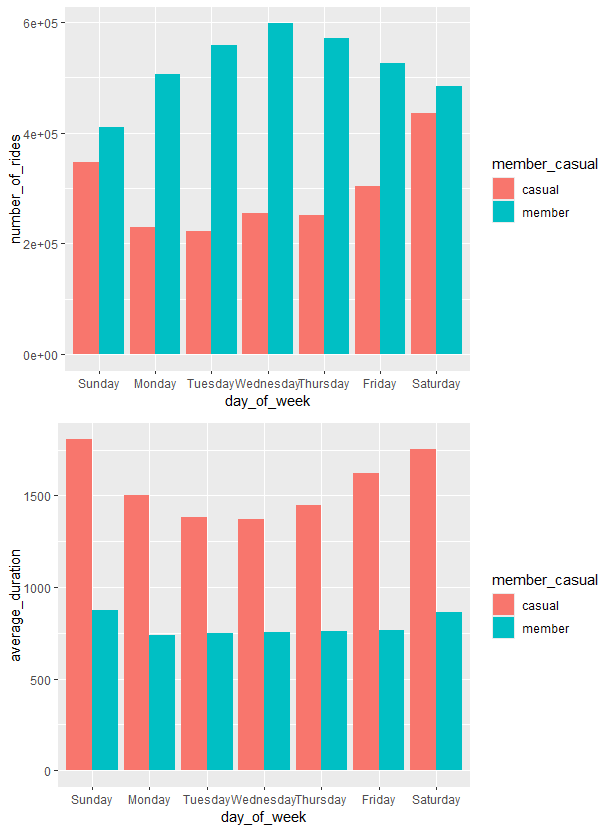 6e+05
4e+05
2e+05
0e+00
number_of_rides
Sunday Monday Tuesday Wednesday Thursday Friday Saturday
day_of_week
member_casual
casual
member
1500
1000
500
0
average_duration
Sunday Monday Tuesday Wednesday Thursday Friday Saturday
day_of_week
member_casual
casual
member